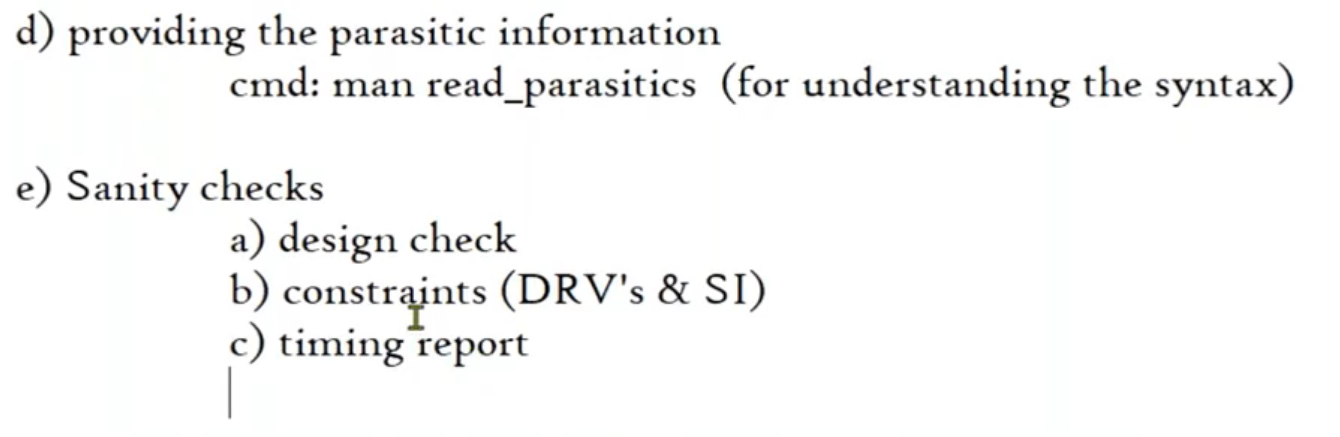 d) providing the parasitic information
cmd: man read_parasitics (for understanding the syntax)
e) Sanity checks
a) design check
b) constraints (DRV's & SI)
c) timing report